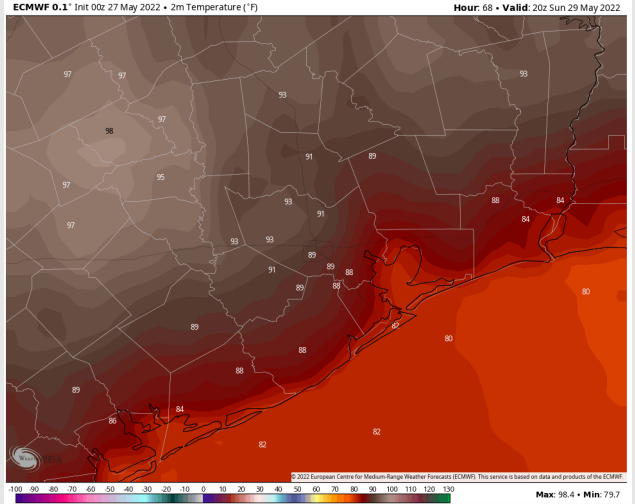 ECMWF 0.1° Init 00z 27 May 2022 • 2m Temperature (°F)
Hour: 68 • Valid: 20z Sun 29 May 2022
97 97 93 93
97
98
91 89
95
97
93 88 84
91 84
97
93 93
89
91 89 88
89 88 80
89 82
80
88
88
89
84
86
82
82
© 2022 European Centre for Medium-Range Weather Forecasts (ECMWF). This service is based on data and products of the ECMWF.
-100 -90 -80 -70 -60 -50 -40 -30 -20 -10 0 10 20 30 40 50 60 70 80 90 100 110 120 130
Max: 98.4 • Min: 79.7